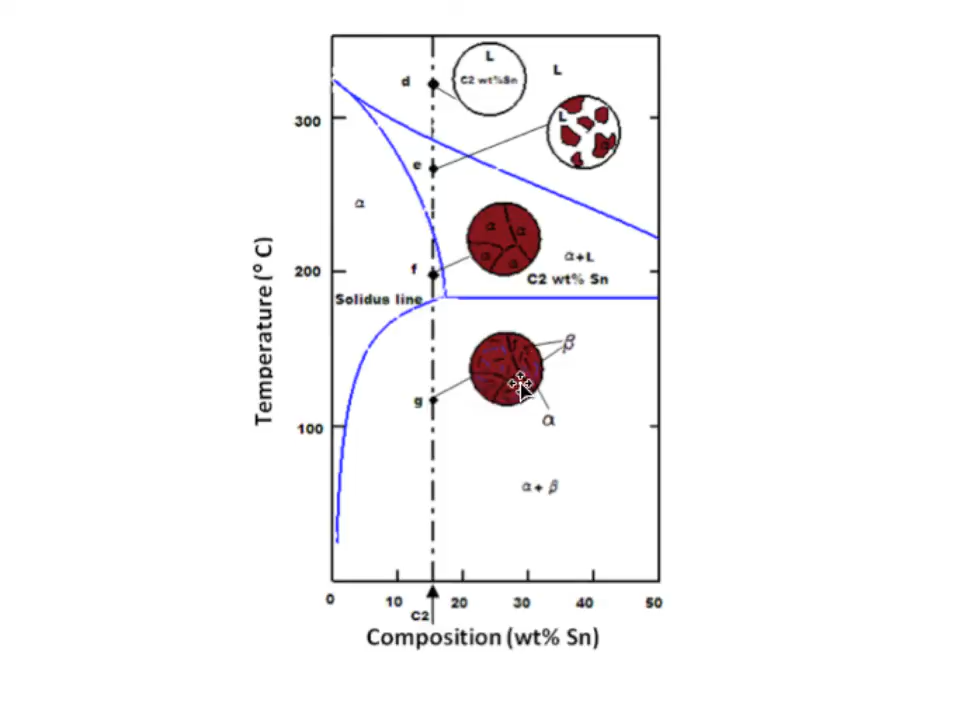 L
d
C2 wt%Sn
L
300
L
e
α
α
α
α
α
α+L
f
200
C2 wt% Sn
Solidus line
β
g
α
100
α+ β
0
10
20
30
40
50
C2
Composition (wt% Sn)
Temperature (° C)